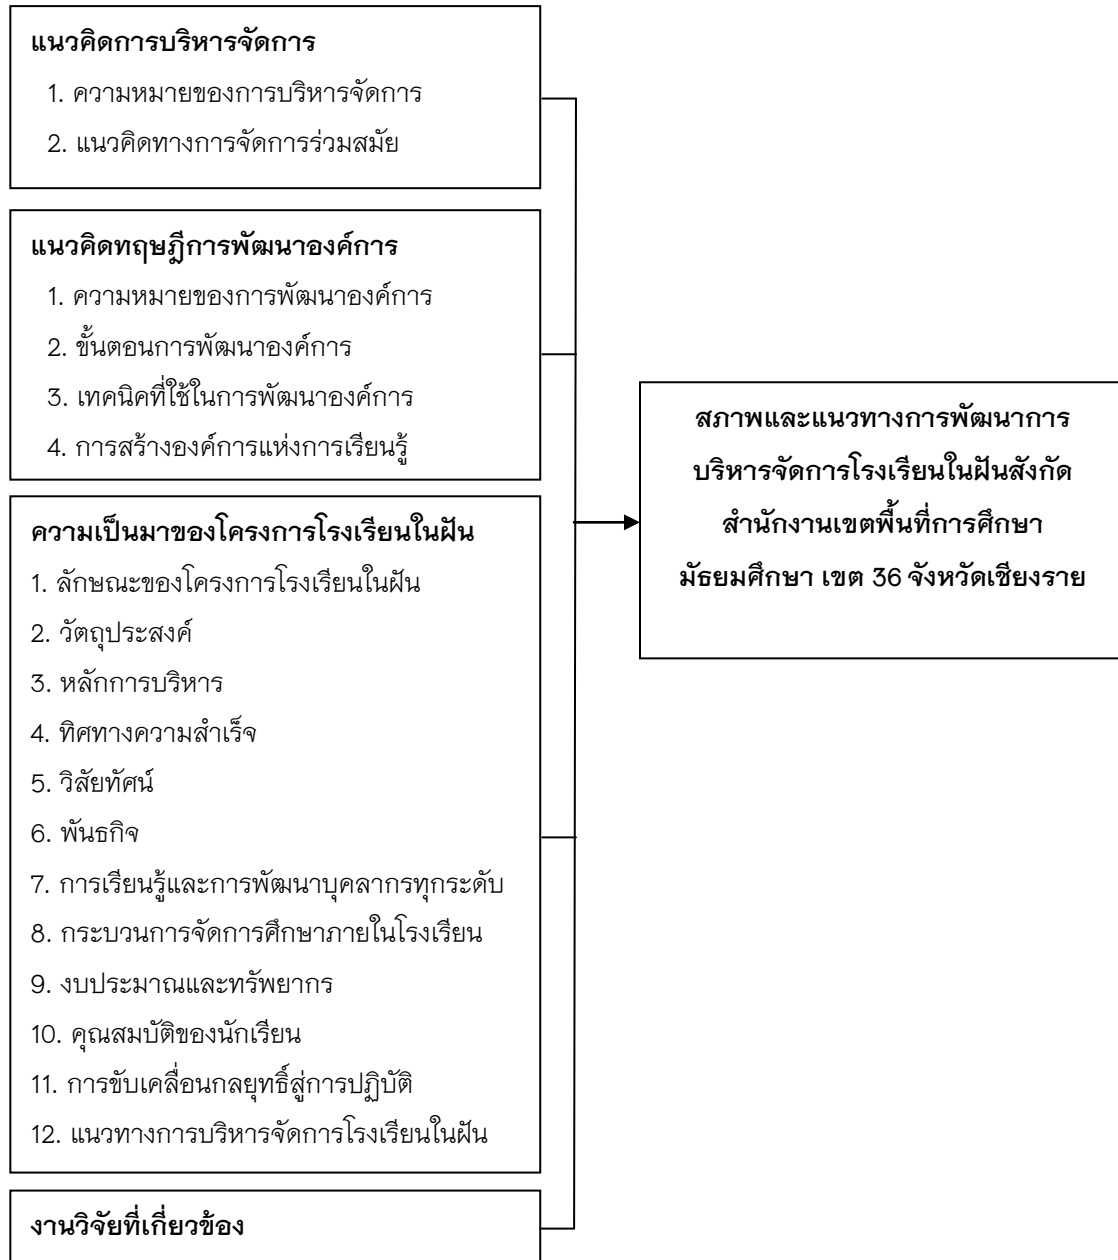 แนวคิดการบริหารจัดการ
1. ความหมายของการบริหารจัดการ
2. แนวคิดทางการจัดการร่วมสมัย
แนวคิดทฤษฎีการพัฒนาองค์การ
1. ความหมายของการพัฒนาองค์การ
2. ขั้นตอนการพัฒนาองค์การ
3. เทคนิคที่ใช้ในการพัฒนาองค์การ
4. การสร้างองค์การแห่งการเรียนรู้
ความเป็นมาของโครงการโรงเรียนในฝัน
1. ลักษณะของโครงการโรงเรียนในฝัน
2. วัตถุประสงค์
3. หลักการบริหาร
4. ทิศทางความสำเร็จ
5. วิสัยทัศน์
6. พันธกิจ
7. การเรียนรู้และการพัฒนาบุคลากรทุกระดับ
8. กระบวนการจัดการศึกษาภายในโรงเรียน
9. งบประมาณและทรัพยากร
10. คุณสมบัติของนักเรียน
11. การขับเคลื่อนกลยุทธิ์สู่การปฏิบัติ
12. แนวทางการบริหารจัดการโรงเรียนในฝัน
งานวิจัยที่เกี่ยวข้อง
สภาพและแนวทางการพัฒนาการ
บริหารจัดการโรงเรียนในฝันสังกัด
สำนักงานเขตพื้นที่การศึกษา
มัธยมศึกษา เขต 36 จังหวัดเชียงราย